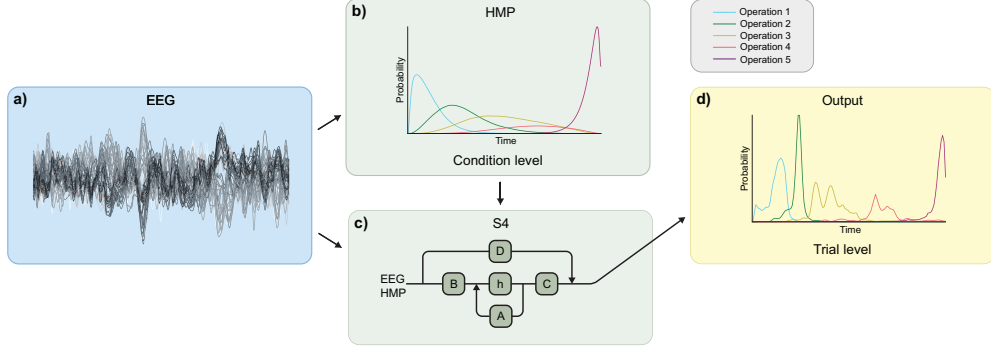 a)
EEG
b)
HMP
Probability
Time
Condition level
c)
S4
EEG
HMP
D
B
h
C
A
Operation 1
Operation 2
Operation 3
Operation 4
Operation 5
d)
Output
Probability
Time
Trial level